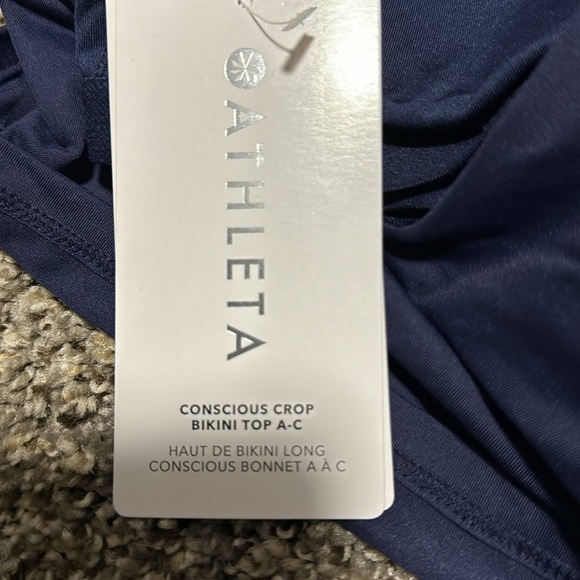 ATHLETA
CONSCIOUS CROP
BIKINI TOP A-C
HAUT DE BIKINI LONG
CONSCIOUS BONNET A À C